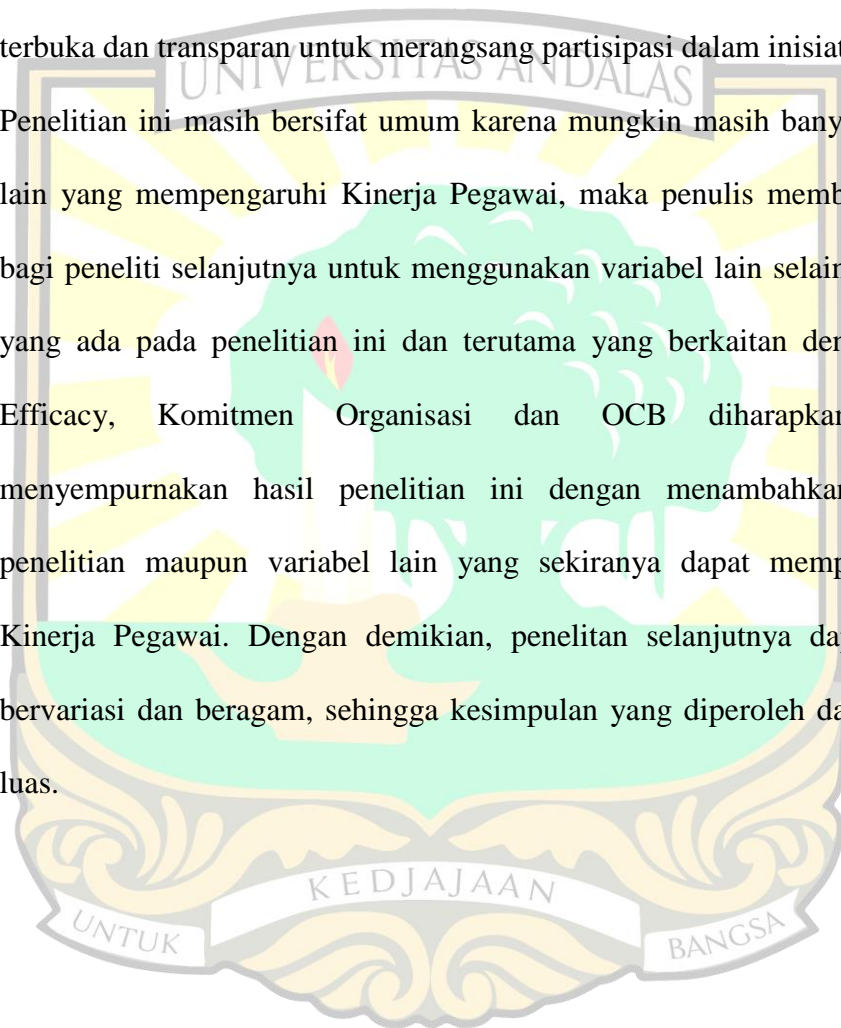 terbuka dan transparan untuk merangsang partisipasi dalam inisiat
UNIVERSITAS ANDALAS
Penelitian ini masih bersifat umum karena mungkin masih bany
lain yang mempengaruhi Kinerja Pegawai, maka penulis memb
bagi peneliti selanjutnya untuk menggunakan variabel lain selain
yang ada pada penelitian ini dan terutama yang berkaitan den
Efficacy, Komitmen Organisasi dan OCB diharapkan
menyempurnakan hasil penelitian ini dengan menambahkan
penelitian maupun variabel lain yang sekiranya dapat memp
Kinerja Pegawai. Dengan demikian, penelitan selanjutnya dap
bervariasi dan beragam, sehingga kesimpulan yang diperoleh da
luas.
UNTUK KEDJAJAAN BANGSA